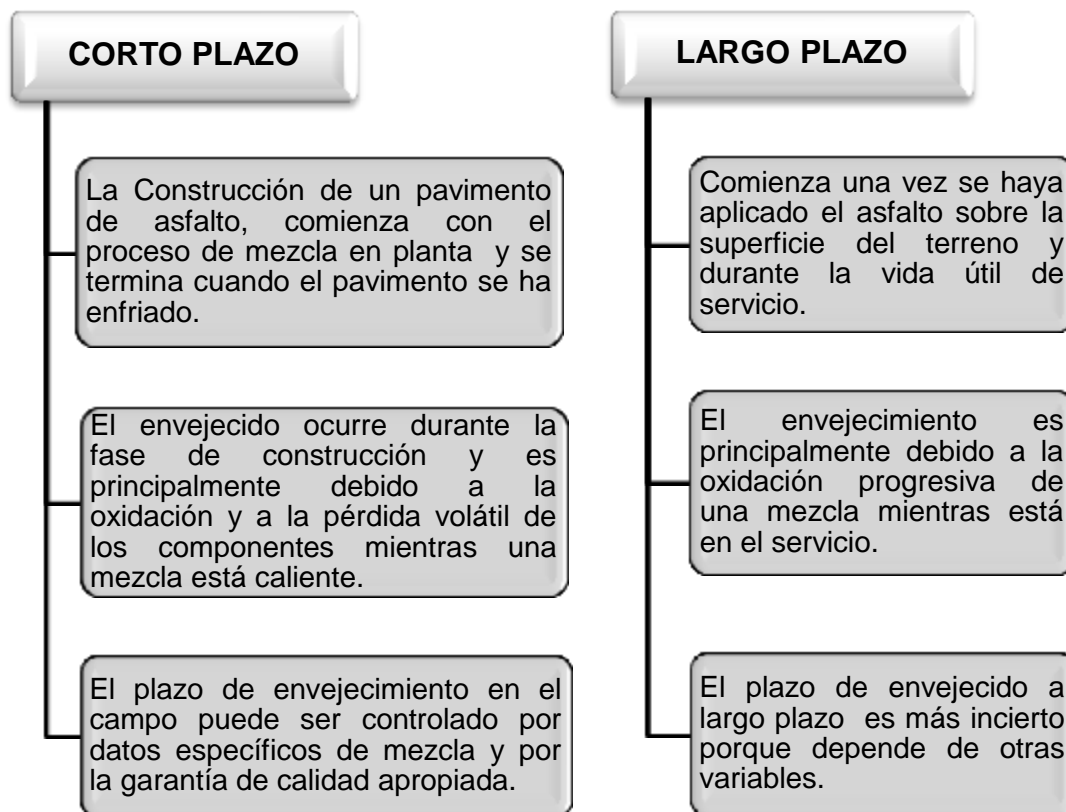 CORTO PLAZO
La Construcción de un pavimento
de asfalto, comienza con el
proceso de mezcla en planta y se
termina cuando el pavimento se ha
enfriado.
El envejecido ocurre durante la
fase de construcción y es
principalmente debido a la
oxidación y a la pérdida volátil de
los componentes mientras una
mezcla está caliente.
El plazo de envejecimiento en el
campo puede ser controlado por
datos específicos de mezcla y por
la garantía de calidad apropiada.
LARGO PLAZO
Comienza una vez se haya
aplicado el asfalto sobre la
superficie del terreno y
durante la vida útil de
servicio.
El envejecimiento es
principalmente debido a la
oxidación progresiva de
una mezcla mientras está
en el servicio.
El plazo de envejecido a
largo plazo es más incierto
porque depende de otras
variables.